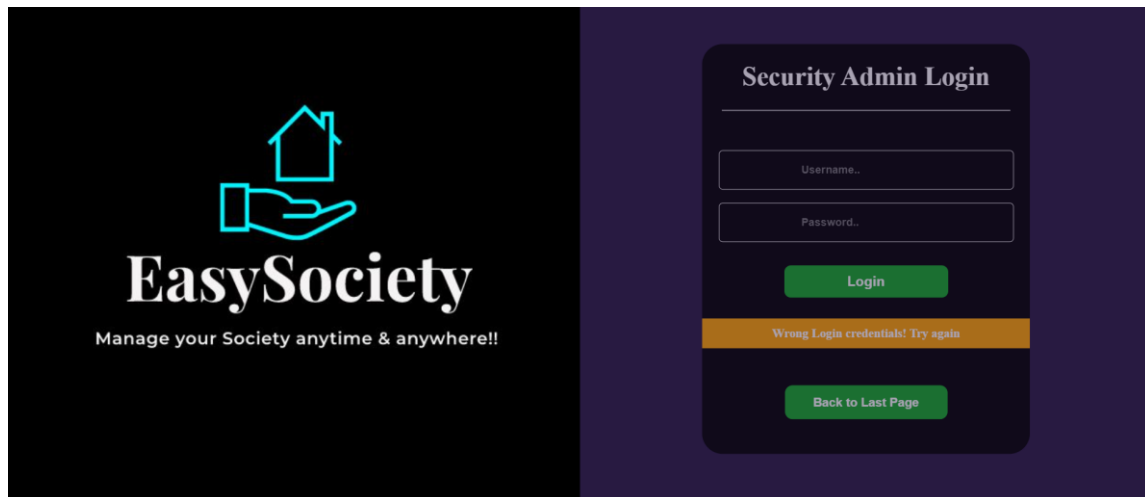 EasySociety
Manage your Society anytime & anywhere!!
Security Admin Login
Username..
Password..
Login
Wrong Login credentials! Try again
Back to Last Page